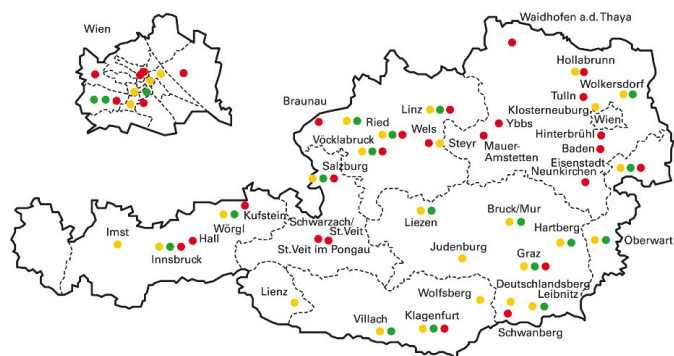 Wien
Waidhofen a.d. Thaya
Hollabrunn
Wolkersdorf
Tulln
Klosterneuburg
Wien
Braunau
Linz
Ried
Wels
Ybbs
Hinterbrühl
Vöcklabruck
Steyr
Mauer-
Amstetten
Baden
Eisenstadt
Salzburg
Neunkirchen
Kufstein
Wörgl
Schwarzach/
St.Veit
Liezen
Bruck/Mur
Imst
Hall
St.Veit im Pongau
Hartberg
Oberwart
Innsbruck
Judenburg
Graz
Lienz
Wolfsberg
Deutschlandsberg
Leibnitz
Villach
Klagenfurt
Schwanberg